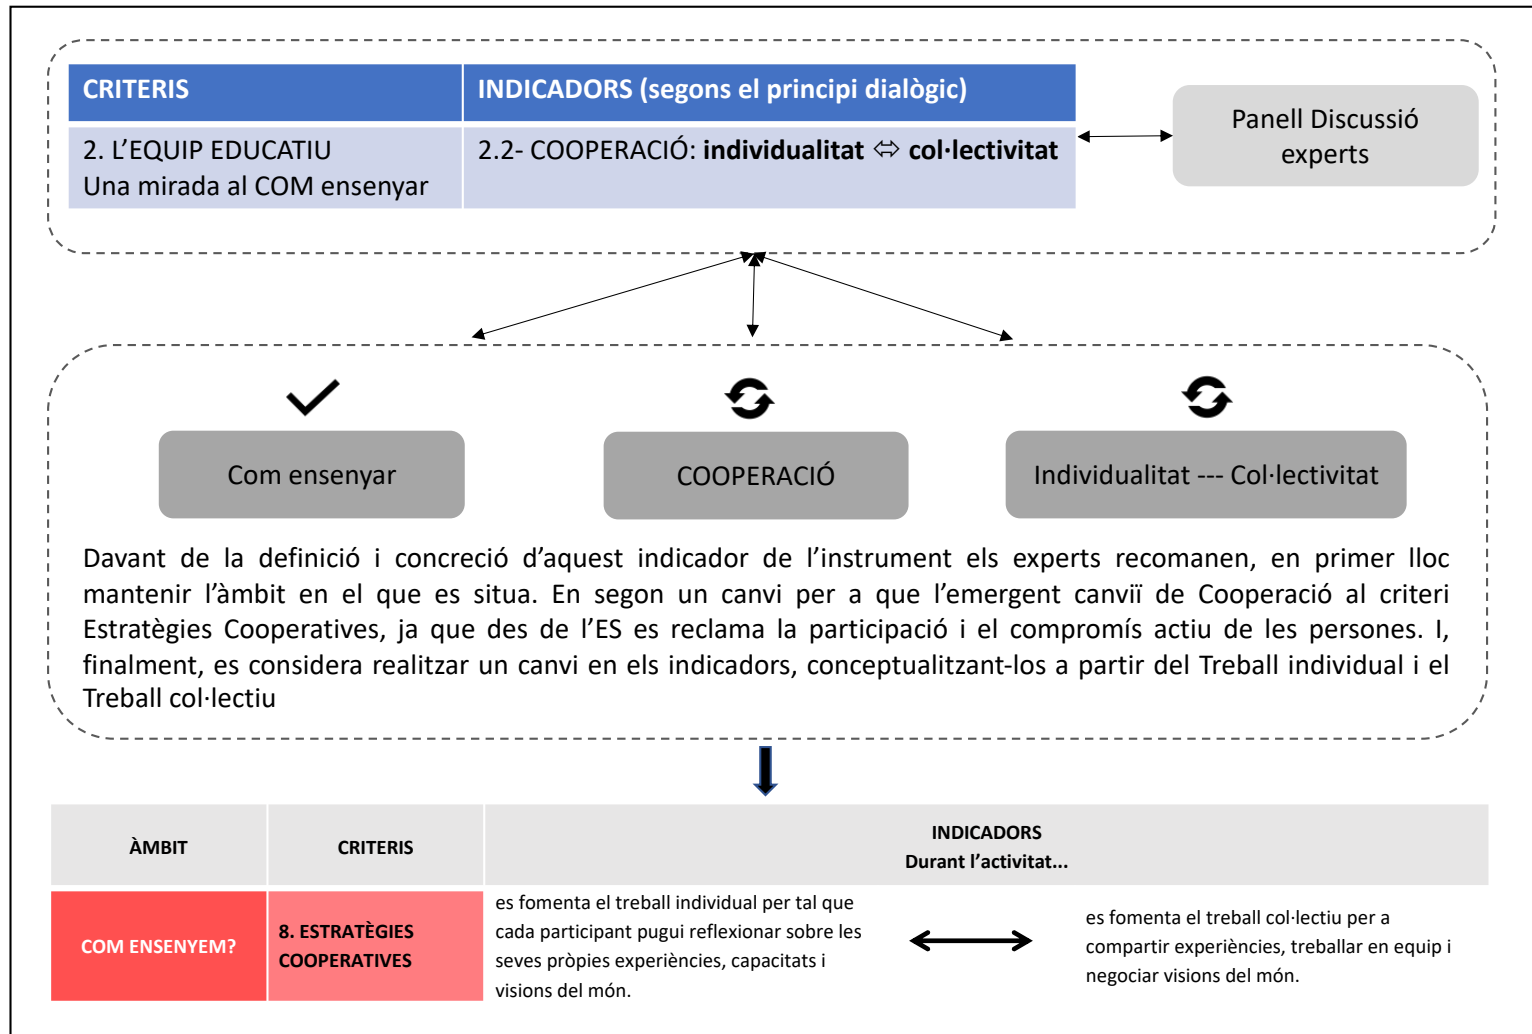 CRITERIS
INDICADORS (segons el principi dialògic)
2. L’EQUIP EDUCATIU
Una mirada al COM ensenyar
2.2- COOPERACIÓ: individualitat ⬄ col·lectivitat
Panell Discussió
experts
Com ensenyar
COOPERACIÓ
Individualitat --- Col·lectivitat
Davant de la definició i concreció d’aquest indicador de l’instrument els experts recomanen, en primer lloc
mantenir l’àmbit en el que es situa. En segon un canvi per a que l’emergent canviï de Cooperació al criteri
Estratègies Cooperatives, ja que des de l’ES es reclama la participació i el compromís actiu de les persones. I,
finalment, es considera realitzar un canvi en els indicadors, conceptualitzant-los a partir del Treball individual i el
Treball col·lectiu
ÀMBIT
CRITERIS
INDICADORS
Durant l’activitat...
COM ENSENYEM?
8. ESTRATÈGIES
COOPERATIVES
es fomenta el treball individual per tal que
cada participant pugui reflexionar sobre les
seves pròpies experiències, capacitats i
visions del món.
es fomenta el treball col·lectiu per a
compartir experiències, treballar en equip i
negociar visions del món.